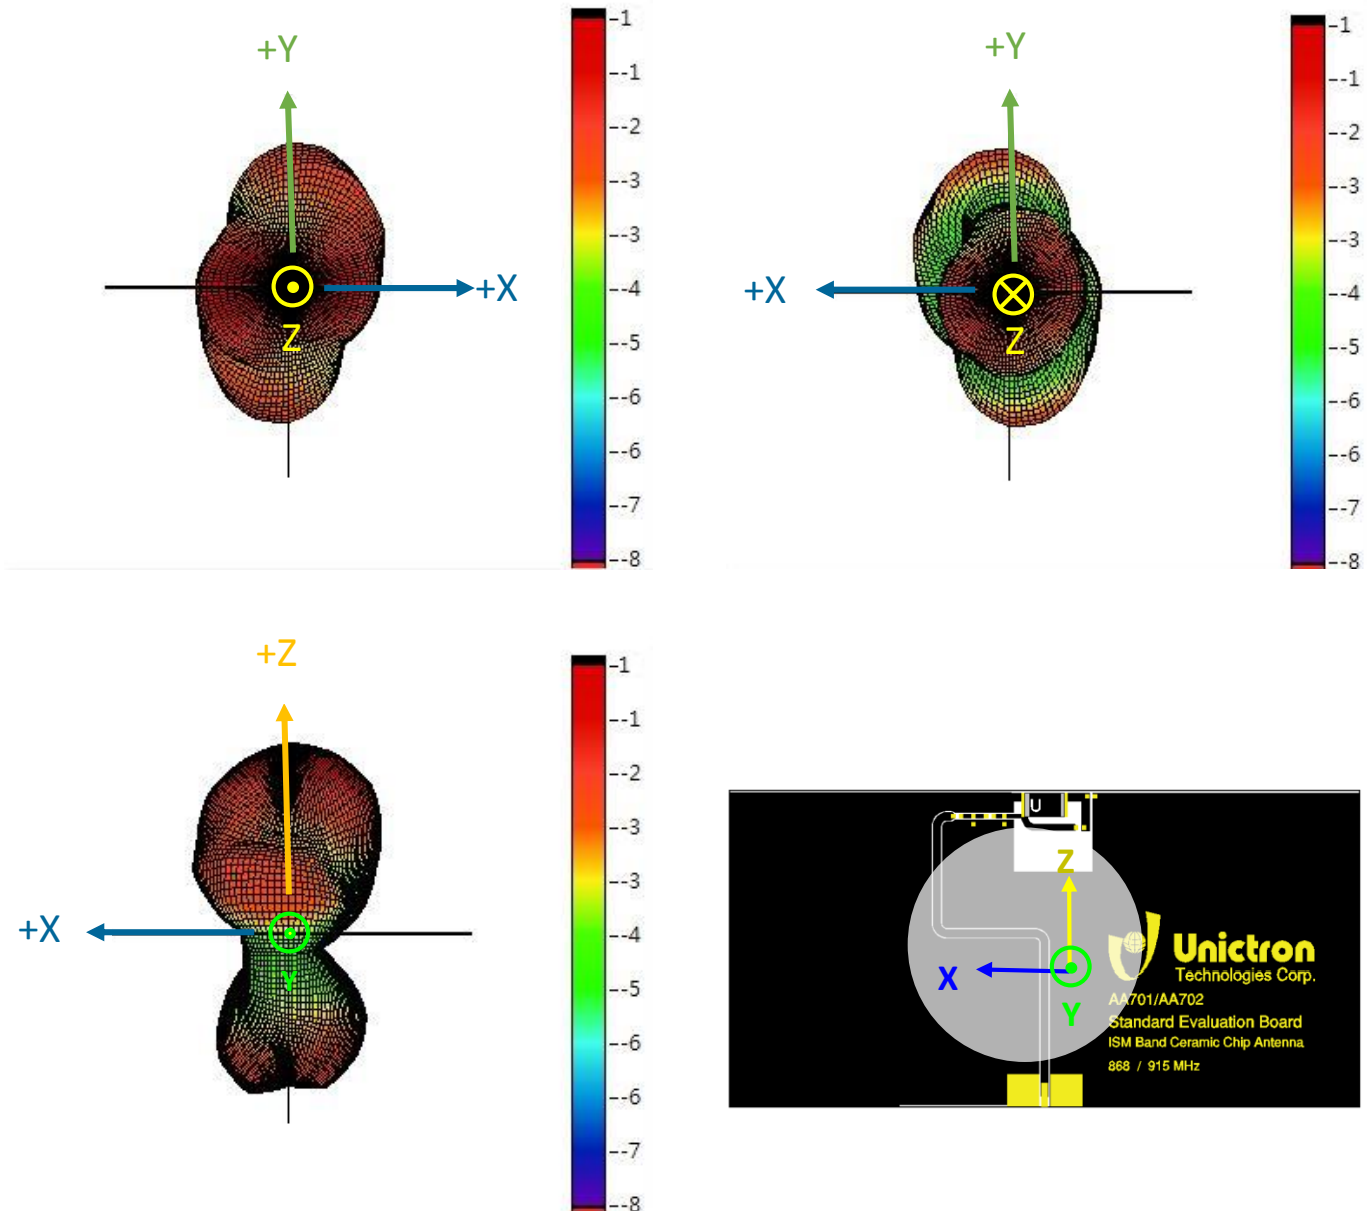 +Y
+X
Z
-1
--1
--2
--3
--3
--4
--5
--6
--6
--7
--8
+Y
+X
Z
-1
--1
--2
--3
--3
--4
--5
--6
--6
--7
--8
+Z
+X
Y
-1
--1
--2
--3
--3
--4
--5
--6
--6
--7
--8
U
Z
X
Y
Unictron
Technologies Corp.
AA701/AA702
Standard Evaluation Board
ISM Band Ceramic Chip Antenna
868 / 915 MHz